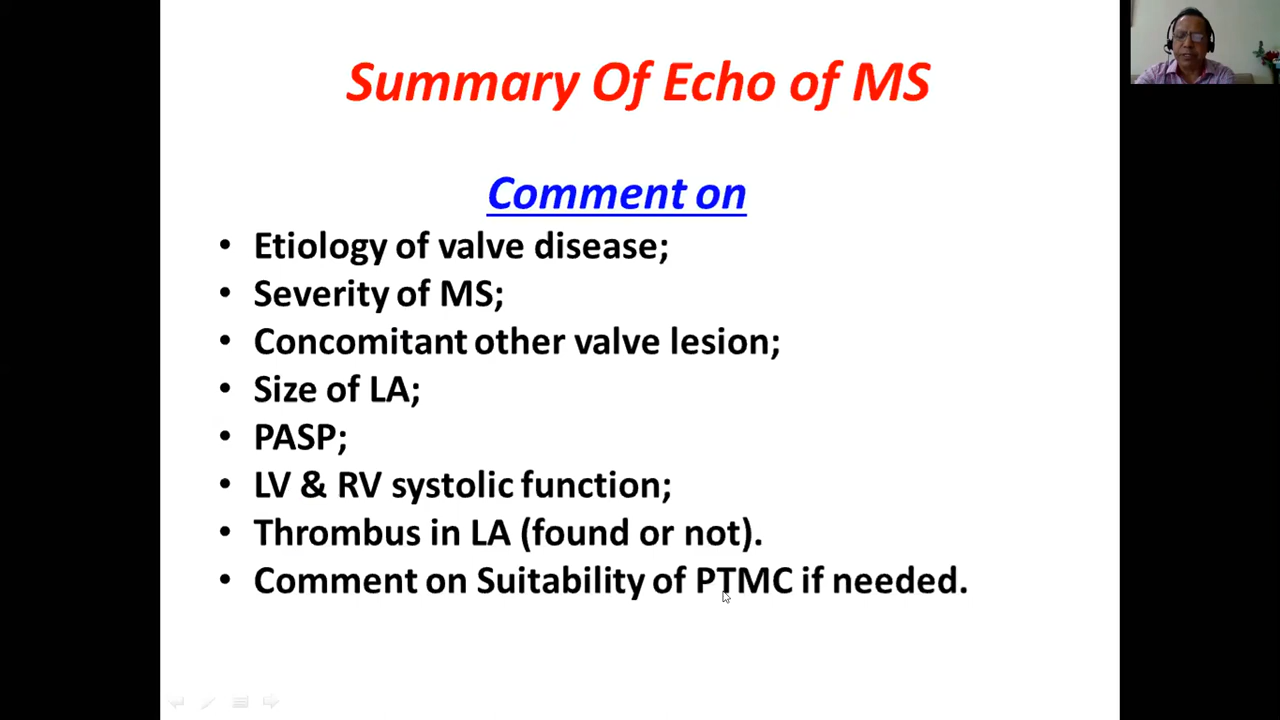 Summary Of Echo of MS
Comment on
• Etiology of valve disease;
• Severity of MS;
• Concomitant other valve lesion;
• Size of LA;
• PASP;
• LV & RV systolic function;
• Thrombus in LA (found or not).
• Comment on Suitability of PTMC if needed.